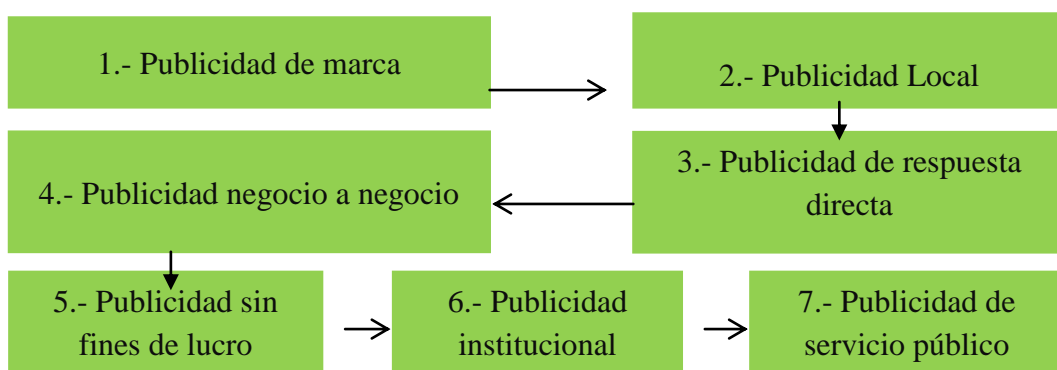 1.- Publicidad de marca
2.- Publicidad Local
3.- Publicidad de respuesta
directa
4.- Publicidad negocio a negocio
5.- Publicidad sin
fines de lucro
6.- Publicidad
institucional
7.- Publicidad de
servicio público